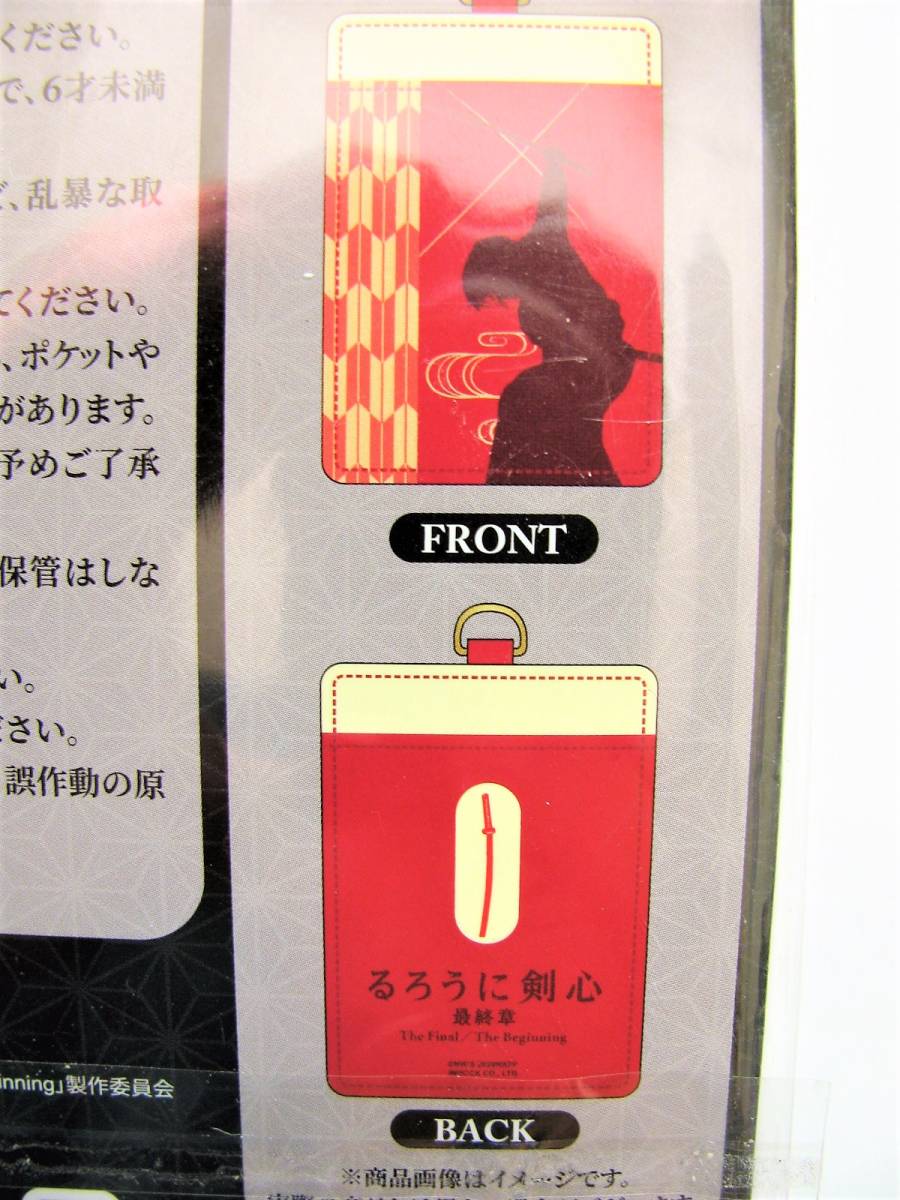 ください。
で、6才未満
ど、乱暴な取
てください。
、ポケットや
があります。
予めご了承
保管はしな
い。
ださい。
誤作動の原
inning」製作委員会
FRONT
るろうに剣心
最終章
The Final／The Beginning
BACK
※商品画像はイメージです。